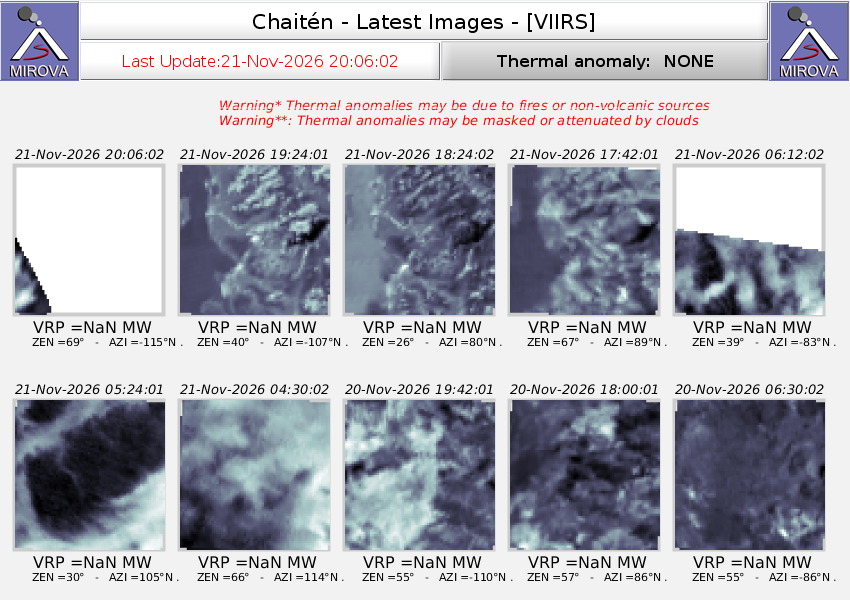 Chaitén - Latest Images - [VIIRS]
MIROVA
Last Update:21-Nov-2026 20:06:02
Thermal anomaly: NONE
MIROVA
Warning* Thermal anomalies may be due to fires or non-volcanic sources
Warning**: Thermal anomalies may be masked or attenuated by clouds
21-Nov-2026 20:06:02 21-Nov-2026 19:24:01 21-Nov-2026 18:24:02 21-Nov-2026 17:42:01 21-Nov-2026 06:12:02
VRP =NaN MW VRP =NaN MW VRP =NaN MW VRP =NaN MW VRP =NaN MW
ZEN =69° - AZI =-115°N . ZEN =40° - AZI =-107°N . ZEN =26° - AZI =80°N . ZEN =67° - AZI =89°N . ZEN =39° - AZI =-83°N .
21-Nov-2026 05:24:01 21-Nov-2026 04:30:02 20-Nov-2026 19:42:01 20-Nov-2026 18:00:01 20-Nov-2026 06:30:02
VRP =NaN MW VRP =NaN MW VRP =NaN MW VRP =NaN MW VRP =NaN MW
ZEN =30° - AZI =105°N . ZEN =66° - AZI =114°N . ZEN =55° - AZI =-110°N . ZEN =57° - AZI =86°N . ZEN =55° - AZI =-86°N .